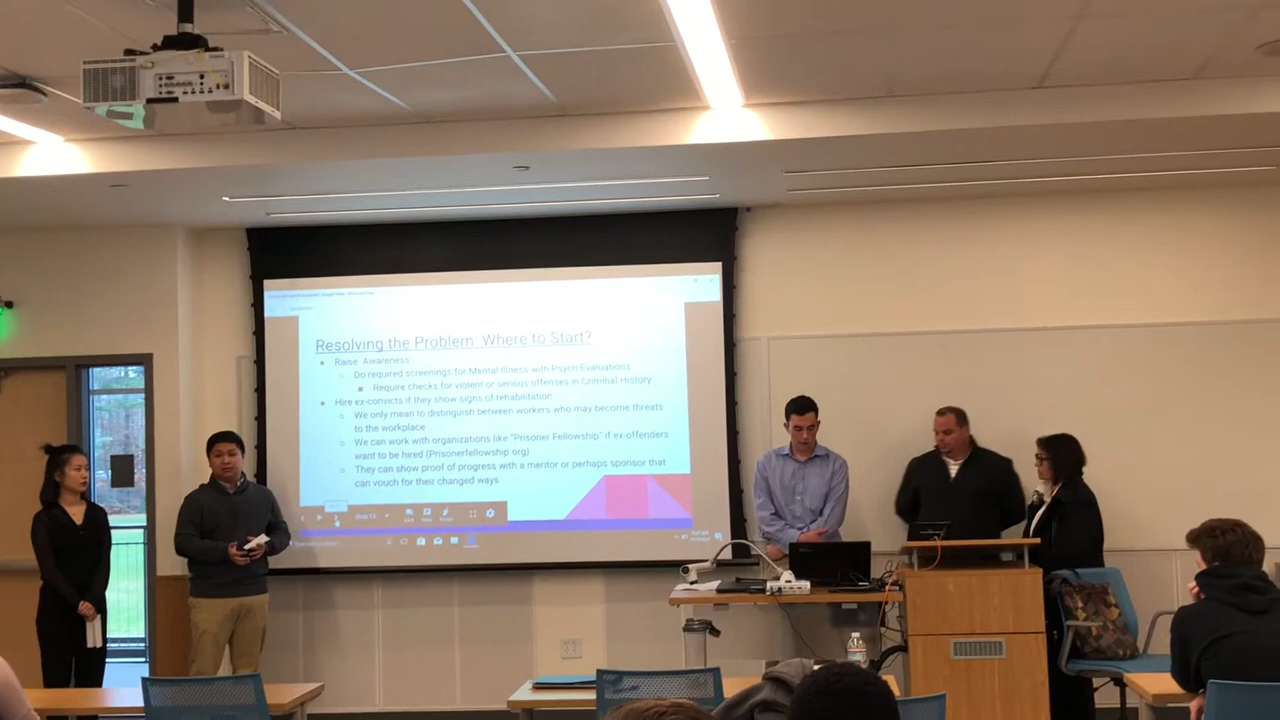 Resolving the Problem Where to Start?
Raise Awareness
Do required screenings for Mental Illness with Psych Evaluations
Require checks for violent or serious offenses in Criminal History
Hire ex-convicts if they show signs of rehabilitation
We only mean to distinguish between workers who may become threats
to the workplace
We can work with organizations like "Prisoner Fellowship" if ex-offenders
want to be hired (Prisonerfellowship org)
They can show proof of progress with a mentor or perhaps sponsor that
can vouch for their changed ways